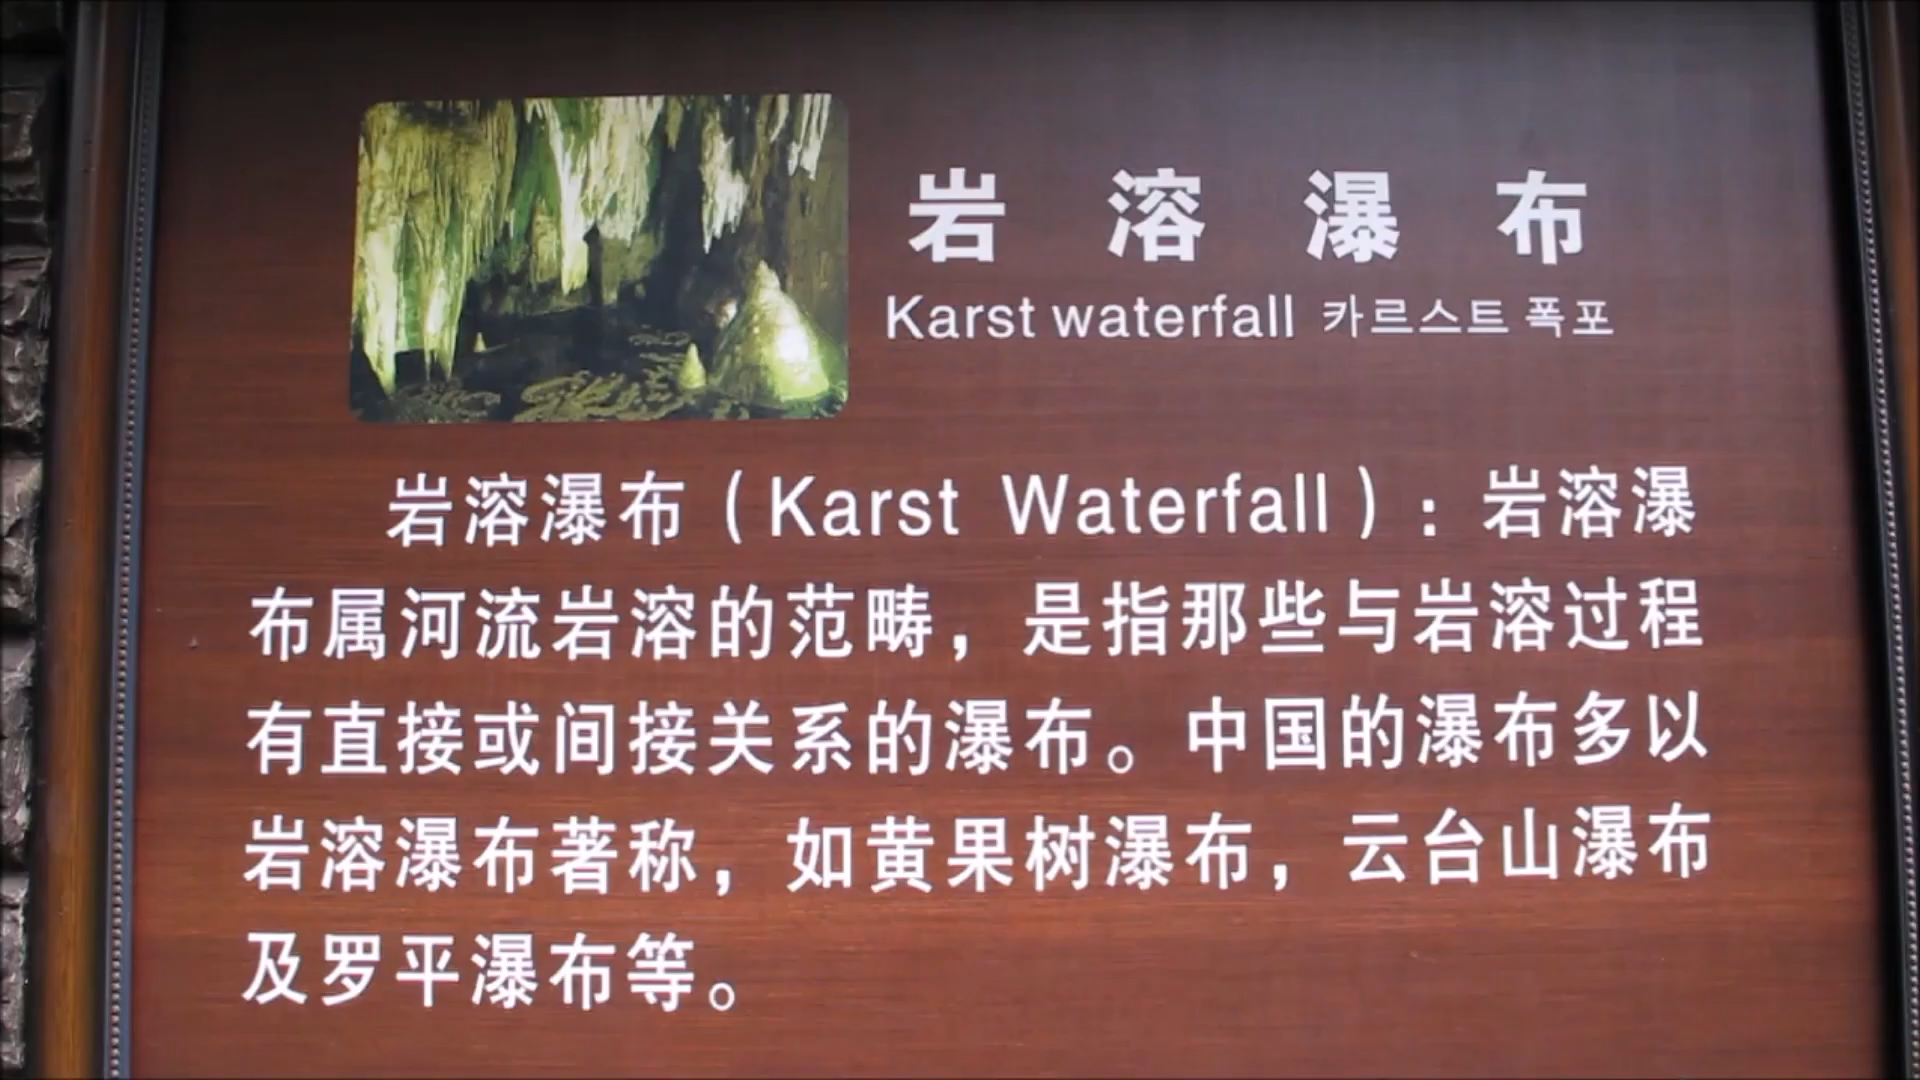 岩溶瀑布
Karst waterfall 카르스트 폭포
岩溶瀑布（Karst Waterfall）：岩溶瀑
布属河流岩溶的范畴，是指那些与岩溶过程
有直接或间接关系的瀑布。中国的瀑布多以
岩溶瀑布著称，如黄果树瀑布，云台山瀑布
及罗平瀑布等。